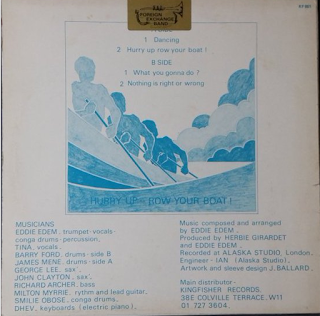 THE
FOREIGN EXCHANGE
BAND
1 Dancing
2 Hurry up row your boat !
B SIDE
1 What you gonna do ?
2 Nothing is right or wrong
HURRY UP - ROW YOUR BOAT !
MUSICIANS
EDDIE EDEM, trumpet-vocals-
conga drums-percussion,
TINA, vocals,
BARRY FORD, drums-side B
JAMES MENE, drums-side A
GEORGE LEE, sax',
JOHN CLAYTON, sax',
RICHARD ARCHER, bass
MILTON MYRRIE, rhythm and lead guitar,
SMILIE OBOSE, conga drums,
DHEV, keyboards (electric piano),
Music composed and arranged
by EDDIE EDEM
Produced by HERBIE GIRARDET
and EDDIE EDEM,
Recorded at ALASKA STUDIO, London,
Engineer - IAN (Alaska Studio),
Artwork and sleeve design J. BALLARD
Main distributor -
KINGFISHER RECORDS,
38E COLVILLE TERRACE, W11
01 727 3604.